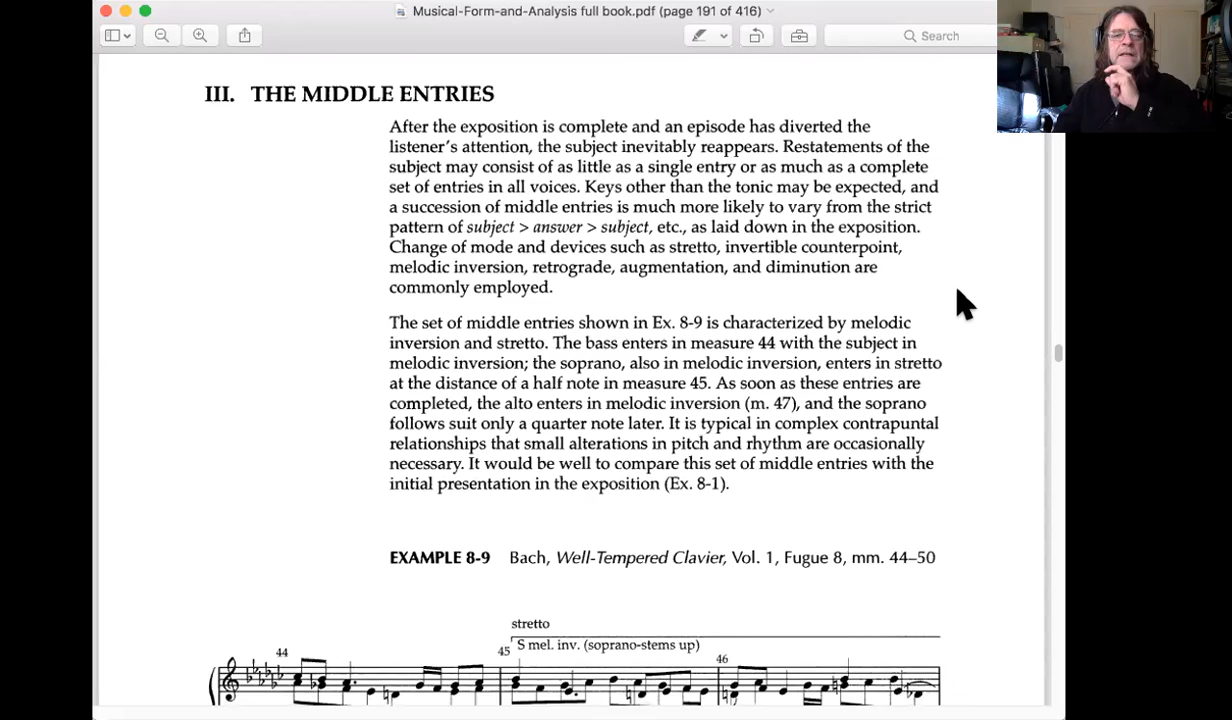 Musical-Form-and-Analysis full book.pdf (page 191 of 416)
Search
III. THE MIDDLE ENTRIES
After the exposition is complete and an episode has diverted the
listener's attention, the subject inevitably reappears. Restatements of the
subject may consist of as little as a single entry or as much as a complete
set of entries in all voices. Keys other than the tonic may be expected, and
a succession of middle entries is much more likely to vary from the strict
pattern of subject > answer > subject, etc., as laid down in the exposition.
Change of mode and devices such as stretto, invertible counterpoint,
melodic inversion, retrograde, augmentation, and diminution are
commonly employed.
The set of middle entries shown in Ex. 8-9 is characterized by melodic
inversion and stretto. The bass enters in measure 44 with the subject in
melodic inversion; the soprano, also in melodic inversion, enters in stretto
at the distance of a half note in measure 45. As soon as these entries are
completed, the alto enters in melodic inversion (m. 47), and the soprano
follows suit only a quarter note later. It is typical in complex contrapuntal
relationships that small alterations in pitch and rhythm are occasionally
necessary. It would be well to compare this set of middle entries with the
initial presentation in the exposition (Ex. 8-1).
EXAMPLE 8-9 Bach, Well-Tempered Clavier, Vol. 1, Fugue 8, mm. 44–50
stretto
S mel. inv. (soprano-stems up)
44 45 46